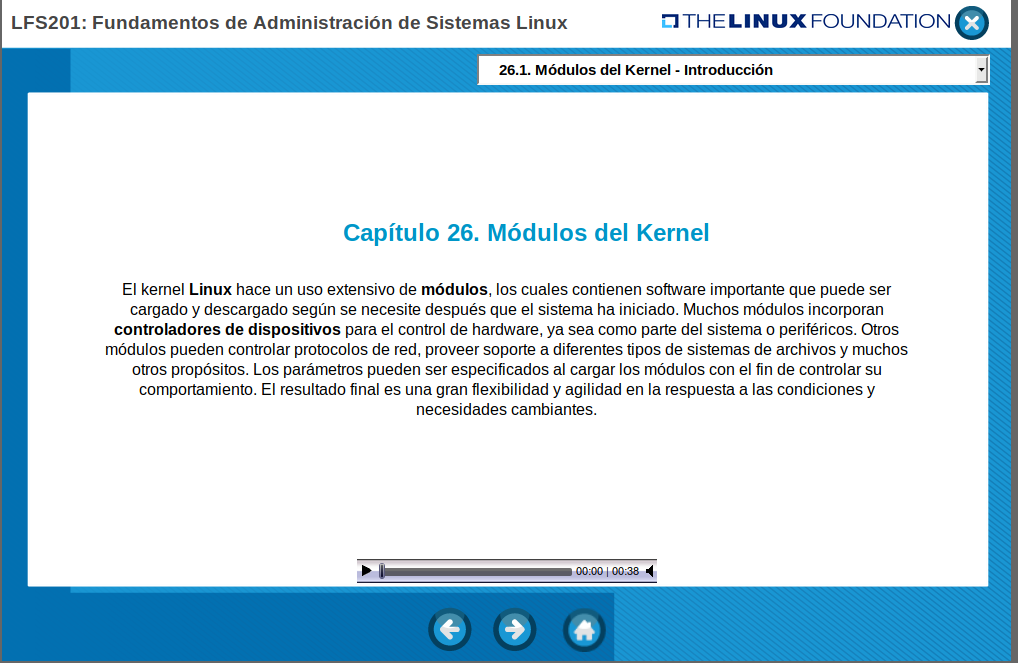 LFS201: Fundamentos de Administración de Sistemas Linux
THE LINUX FOUNDATION
26.1. Módulos del Kernel - Introducción
Capítulo 26. Módulos del Kernel
El kernel Linux hace un uso extensivo de módulos, los cuales contienen software importante que puede ser
cargado y descargado según se necesite después que el sistema ha iniciado. Muchos módulos incorporan
controladores de dispositivos para el control de hardware, ya sea como parte del sistema o periféricos. Otros
módulos pueden controlar protocolos de red, proveer soporte a diferentes tipos de sistemas de archivos y muchos
otros propósitos. Los parámetros pueden ser especificados al cargar los módulos con el fin de controlar su
comportamiento. El resultado final es una gran flexibilidad y agilidad en la respuesta a las condiciones y
necesidades cambiantes.
00:00 | 00:38